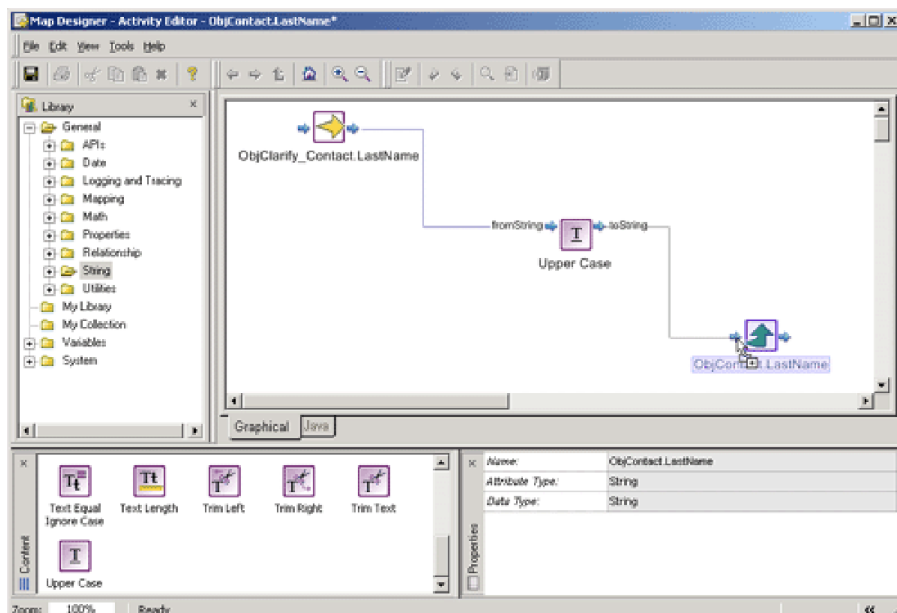 Map Designer - Activity Editor - ObjContact.LastName*
File Edit View Tools Help
Library
General
APIs
Date
Logging and Tracing
Mapping
Math
Properties
Relationship
String
Utilities
My Library
My Collection
Variables
System
ObjClarify_Contact.LastName
fromString
toString
Upper Case
ObjContact.LastName
Graphical Java
Text Equal Text Length Trim Left Trim Right Trim Text
Ignore Case
Upper Case
Content
Name: ObjContact.LastName
Attribute Type: String
Data Type: String
Properties
Zoom: 100% Ready